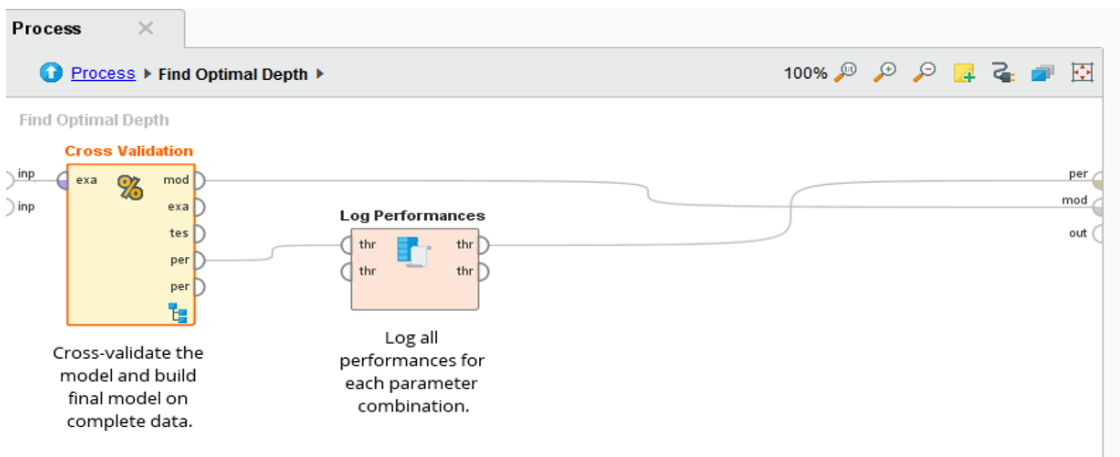 Process
Process Find Optimal Depth
100%
Find Optimal Depth
Cross Validation
inp
exa
mod
inp
exa
tes
per
per
Cross-validate the
model and build
final model on
complete data.
Log Performances
thr
thr
thr
thr
Log all
performances for
each parameter
combination.
per
mod
out